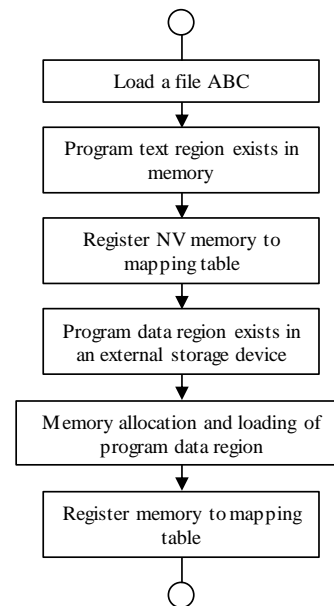 Load a file ABC
Program text region exists in
memory
Register NV memory to
mapping table
Program data region exists in
an external storage device
Memory allocation and loading of
program data region
Register memory to mapping
table